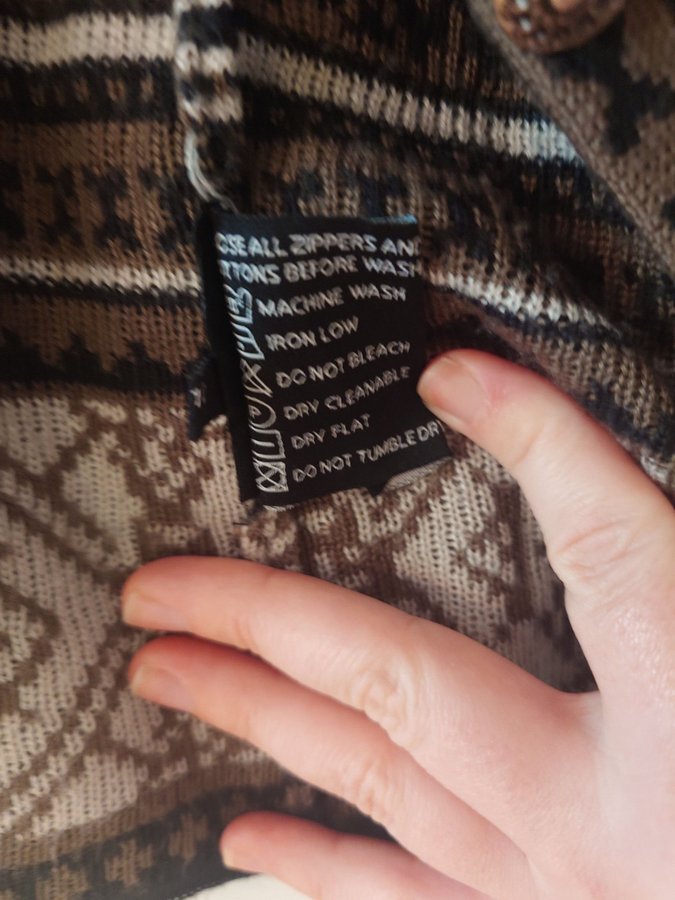 OSE ALL ZIPPERS AND
TTONS BEFORE WASH
MACHINE WASH
IRON LOW
DO NOT BLEACH
DRY CLEANABLE
DRY FLAT
DO NOT TUMBLE DRY